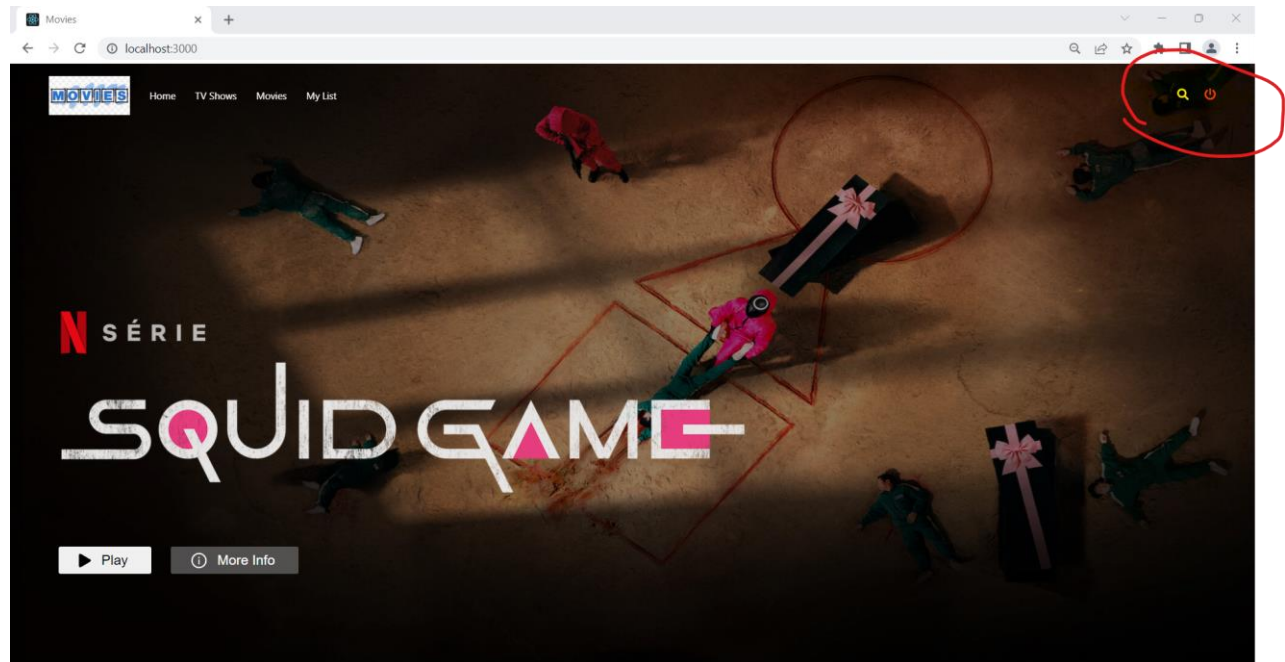 Movies
localhost:3000
MOVIES Home TV Shows Movies My List
N SÉRIE
SQUID GAME
Play More Info